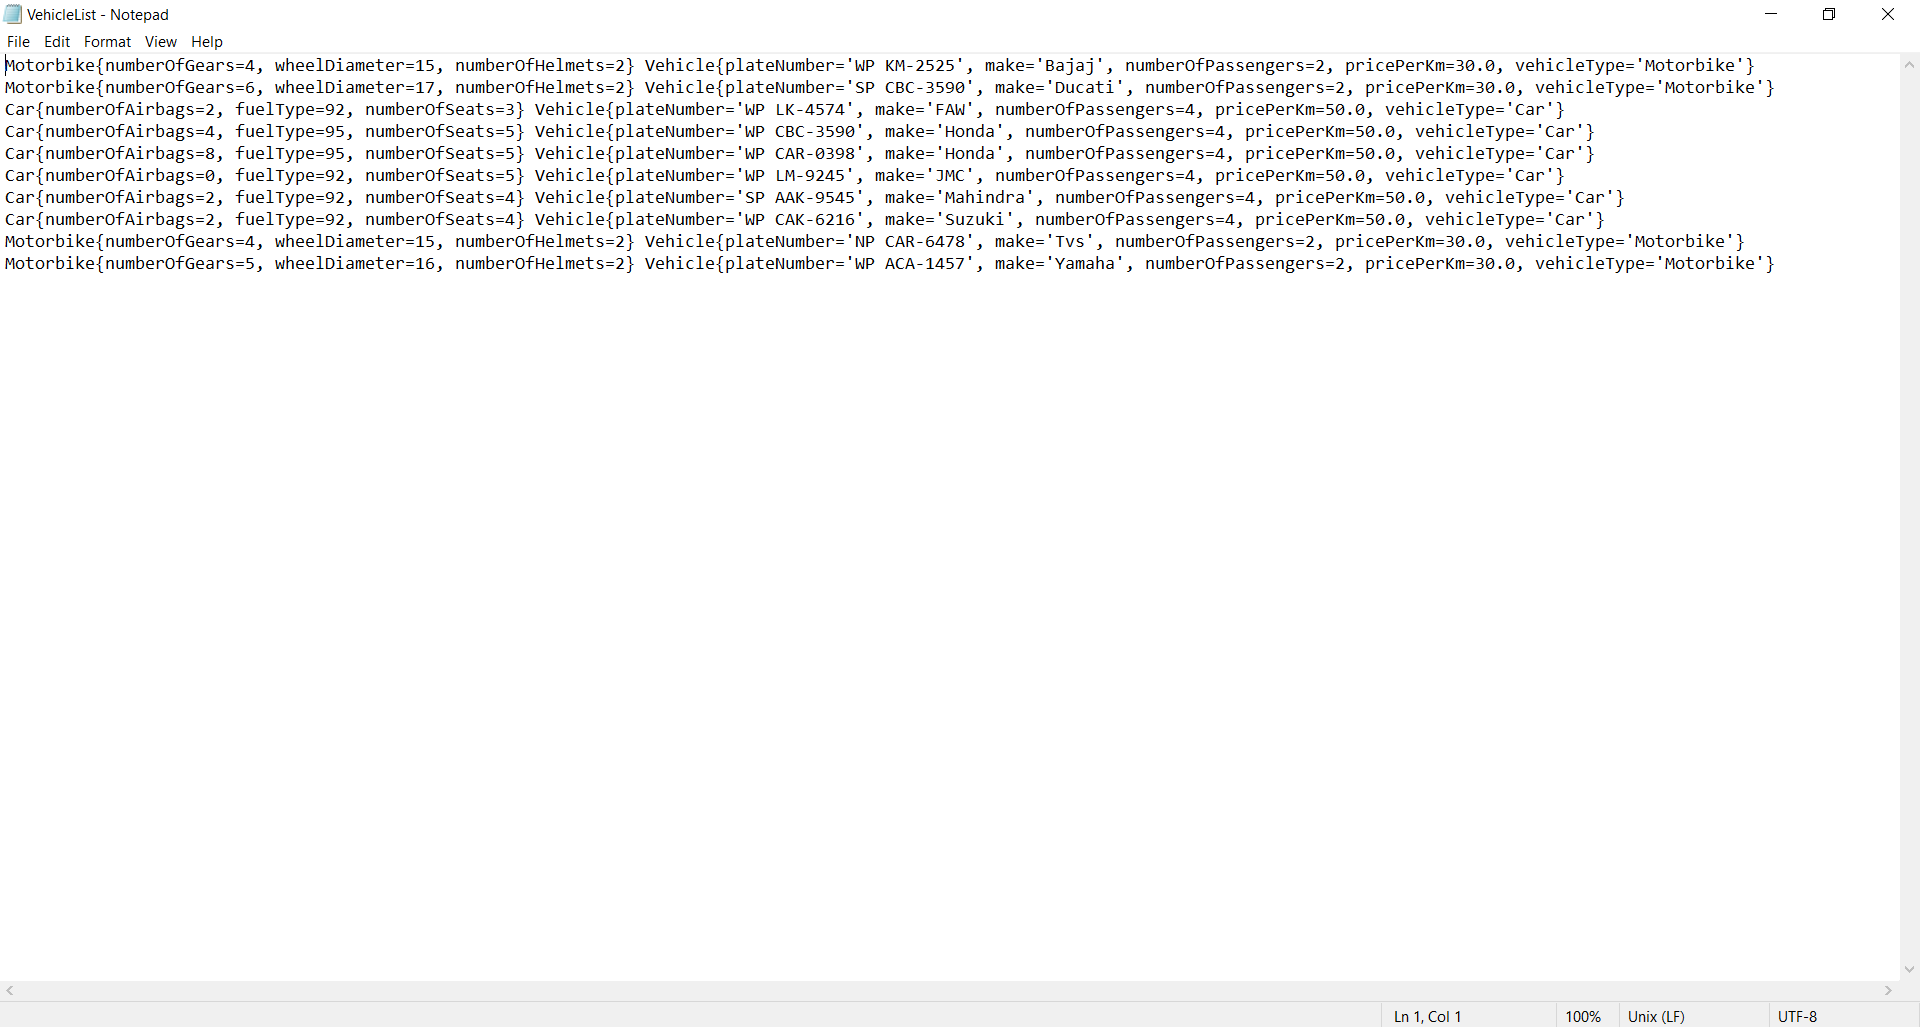 VehicleList - Notepad
File Edit Format View Help
Motorbike{numberOfGears=4, wheelDiameter=15, numberOfHelmets=2} Vehicle{plateNumber='WP KM-2525', make='Bajaj', numberOfPassengers=2, pricePerKm=30.0, vehicleType='Motorbike'}
Motorbike{numberOfGears=6, wheelDiameter=17, numberOfHelmets=2} Vehicle{plateNumber='SP CBC-3590', make='Ducati', numberOfPassengers=2, pricePerKm=30.0, vehicleType='Motorbike'}
Car{numberOfAirbags=2, fuelType=92, numberOfSeats=3} Vehicle{plateNumber='WP LK-4574', make='FAW', numberOfPassengers=4, pricePerKm=50.0, vehicleType='Car'}
Car{numberOfAirbags=4, fuelType=95, numberOfSeats=5} Vehicle{plateNumber='WP CBC-3590', make='Honda', numberOfPassengers=4, pricePerKm=50.0, vehicleType='Car'}
Car{numberOfAirbags=8, fuelType=95, numberOfSeats=5} Vehicle{plateNumber='WP CAR-0398', make='Honda', numberOfPassengers=4, pricePerKm=50.0, vehicleType='Car'}
Car{numberOfAirbags=0, fuelType=92, numberOfSeats=5} Vehicle{plateNumber='WP LM-9245', make='JMC', numberOfPassengers=4, pricePerKm=50.0, vehicleType='Car'}
Car{numberOfAirbags=2, fuelType=92, numberOfSeats=4} Vehicle{plateNumber='SP AAK-9545', make='Mahindra', numberOfPassengers=4, pricePerKm=50.0, vehicleType='Car'}
Car{numberOfAirbags=2, fuelType=92, numberOfSeats=4} Vehicle{plateNumber='WP CAK-6216', make='Suzuki', numberOfPassengers=4, pricePerKm=50.0, vehicleType='Car'}
Motorbike{numberOfGears=4, wheelDiameter=15, numberOfHelmets=2} Vehicle{plateNumber='NP CAR-6478', make='Tvs', numberOfPassengers=2, pricePerKm=30.0, vehicleType='Motorbike'}
Motorbike{numberOfGears=5, wheelDiameter=16, numberOfHelmets=2} Vehicle{plateNumber='WP ACA-1457', make='Yamaha', numberOfPassengers=2, pricePerKm=30.0, vehicleType='Motorbike'}
Ln 1, Col 1 100% Unix (LF) UTF-8